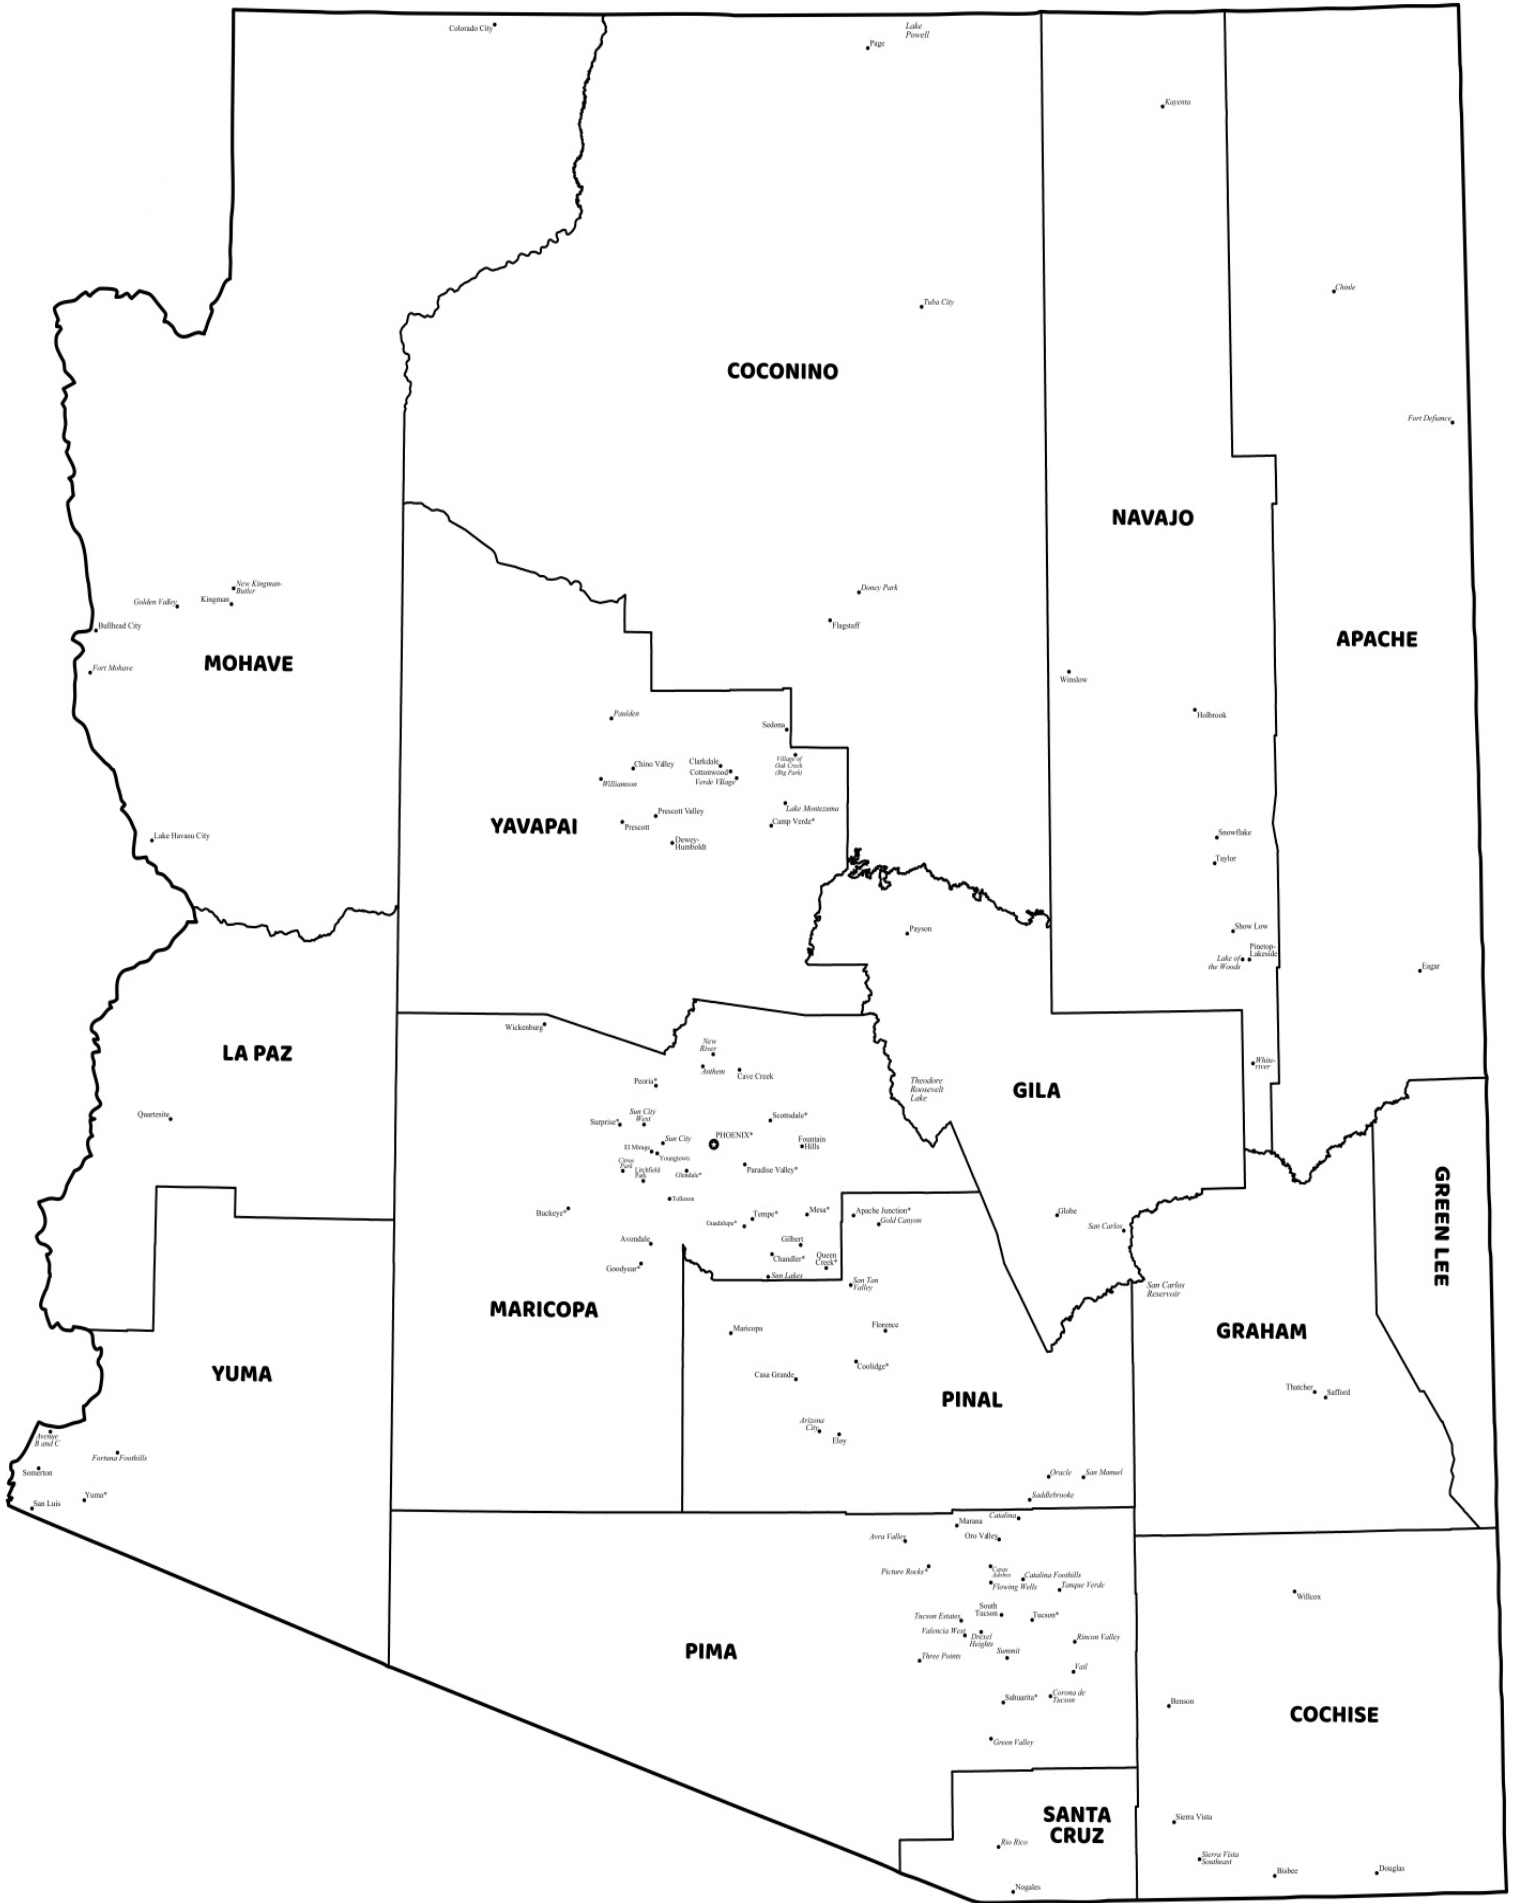 Colorado City*
Lake
Powell
Page
Kayenta
Chinle
Tuba City
COCONINO
Fort Defiance
NAVAJO
New Kingman-
Butler
Golden Valley
Kingman
Doney Park
Bullhead City
Flagstaff
APACHE
MOHAVE
Fort Mohave
Winslow
Holbrook
Paulden
Sedona
Village of
Oak Creek
(Big Park)
Chino Valley
Clarkdale
Cottonwood
Verde Village
Williamson
Lake Montezuma
Prescott Valley
Camp Verde*
Prescott
YAVAPAI
Lake Havasu City
Dewey-
Humboldt
Snowflake
Taylor
Payson
Show Low
Pinetop-
Lakeside
Lake of
the Woods
Eagar
Wickenburg
LA PAZ
New
River
Anthem
Cave Creek
White-
river
Peoria*
Theodore
Roosevelt
Lake
GILA
Quartzsite
Sun City
West
Surprise*
Scottsdale*
Sun City
PHOENIX*
Fountain
Hills
El Mirage
Youngtown
Citrus
Park
Litchfield
Park
Glendale*
Paradise Valley*
Tolleson
Buckeye*
Guadalupe*
Tempe*
Mesa*
Apache Junction*
Gold Canyon
Globe
San Carlos
GREEN LEE
Avondale
Gilbert
Goodyear*
Chandler*
Queen
Creek*
Sun Lakes
San Tan
Valley
San Carlos
Reservoir
MARICOPA
Maricopa
Florence
GRAHAM
Coolidge*
YUMA
Casa Grande
PINAL
Thatcher
Safford
Arizona
City
Eloy
Avenue
B and C
Fortuna Foothills
Somerton
Yuma*
San Luis
Oracle
San Manuel
Saddlebrooke
Catalina
Marana
Avra Valley
Oro Valley
Picture Rocks
Casas
Adobes
Catalina Foothills
Flowing Wells
Tanque Verde
Willcox
South
Tucson
Tucson Estates
Tucson*
Valencia West
Drexel
Heights
Rincon Valley
PIMA
Three Points
Summit
Vail
Sahuarita*
Corona de
Tucson
Benson
COCHISE
Green Valley
SANTA
CRUZ
Sierra Vista
Rio Rico
Sierra Vista
Southeast
Bisbee
Douglas
Nogales